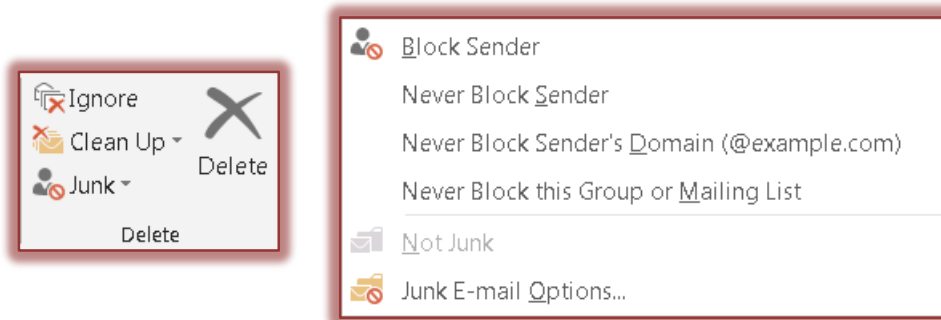 Ignore
Clean Up
Junk
Delete
Delete
Block Sender
Never Block Sender
Never Block Sender's Domain (@example.com)
Never Block this Group or Mailing List
Not Junk
Junk E-mail Options...